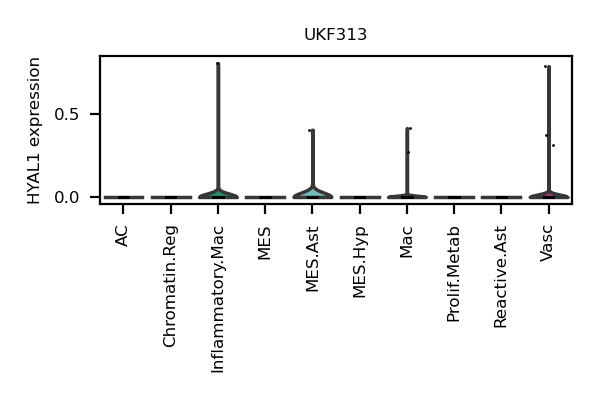 UKF313
HYAL1 expression
0.5
0.0
AC
Chromatin.Reg
Inflammatory.Mac
MES
MES.Ast
MES.Hyp
Mac
Prolif.Metab
Reactive.Ast
Vasc